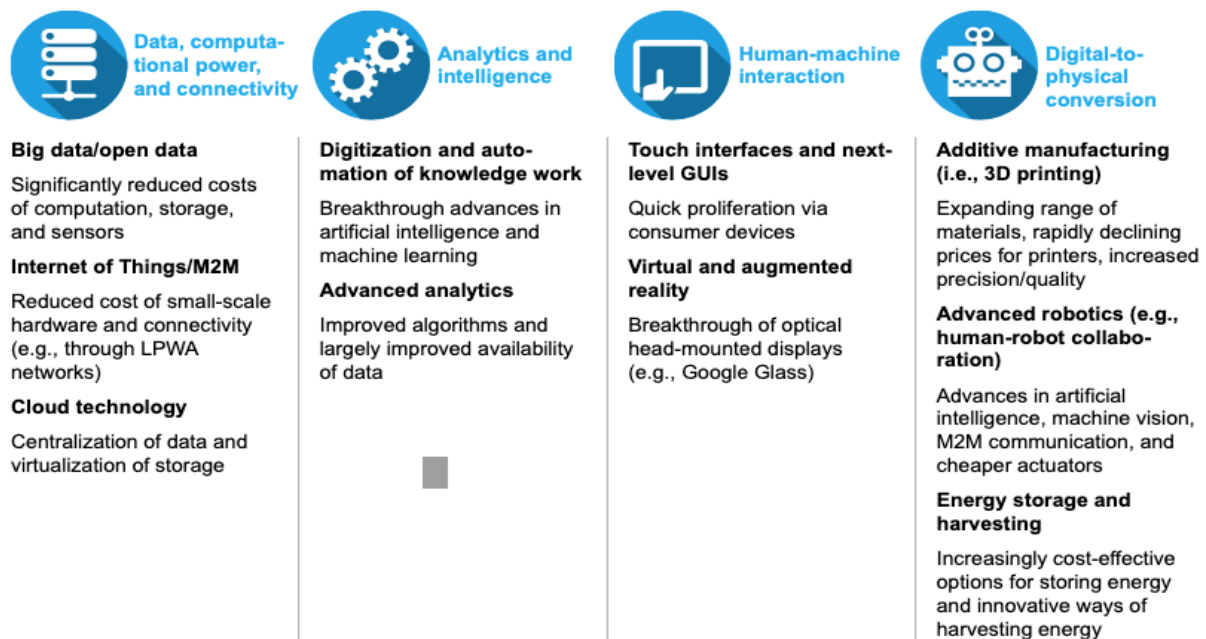 Data, computa-
tional power,
and connectivity
Big data/open data
Significantly reduced costs
of computation, storage,
and sensors
Internet of Things/M2M
Reduced cost of small-scale
hardware and connectivity
(e.g., through LPWA
networks)
Cloud technology
Centralization of data and
virtualization of storage
Analytics and
intelligence
Digitization and auto-
mation of knowledge work
Breakthrough advances in
artificial intelligence and
machine learning
Advanced analytics
Improved algorithms and
largely improved availability
of data
Human-machine
interaction
Touch interfaces and next-
level GUIs
Quick proliferation via
consumer devices
Virtual and augmented
reality
Breakthrough of optical
head-mounted displays
(e.g., Google Glass)
Digital-to-
physical
conversion
Additive manufacturing
(i.e., 3D printing)
Expanding range of
materials, rapidly declining
prices for printers, increased
precision/quality
Advanced robotics (e.g.,
human-robot collabo-
ration)
Advances in artificial
intelligence, machine vision,
M2M communication, and
cheaper actuators
Energy storage and
harvesting
Increasingly cost-effective
options for storing energy
and innovative ways of
harvesting energy